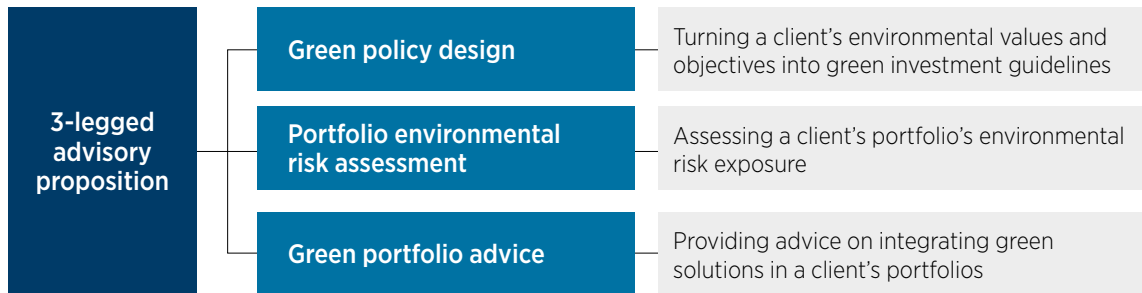 3-legged
advisory
proposition
Green policy design
Turning a client’s environmental values and
objectives into green investment guidelines
Portfolio environmental
risk assessment
Assessing a client’s portfolio’s environmental
risk exposure
Green portfolio advice
Providing advice on integrating green
solutions in a client’s portfolios